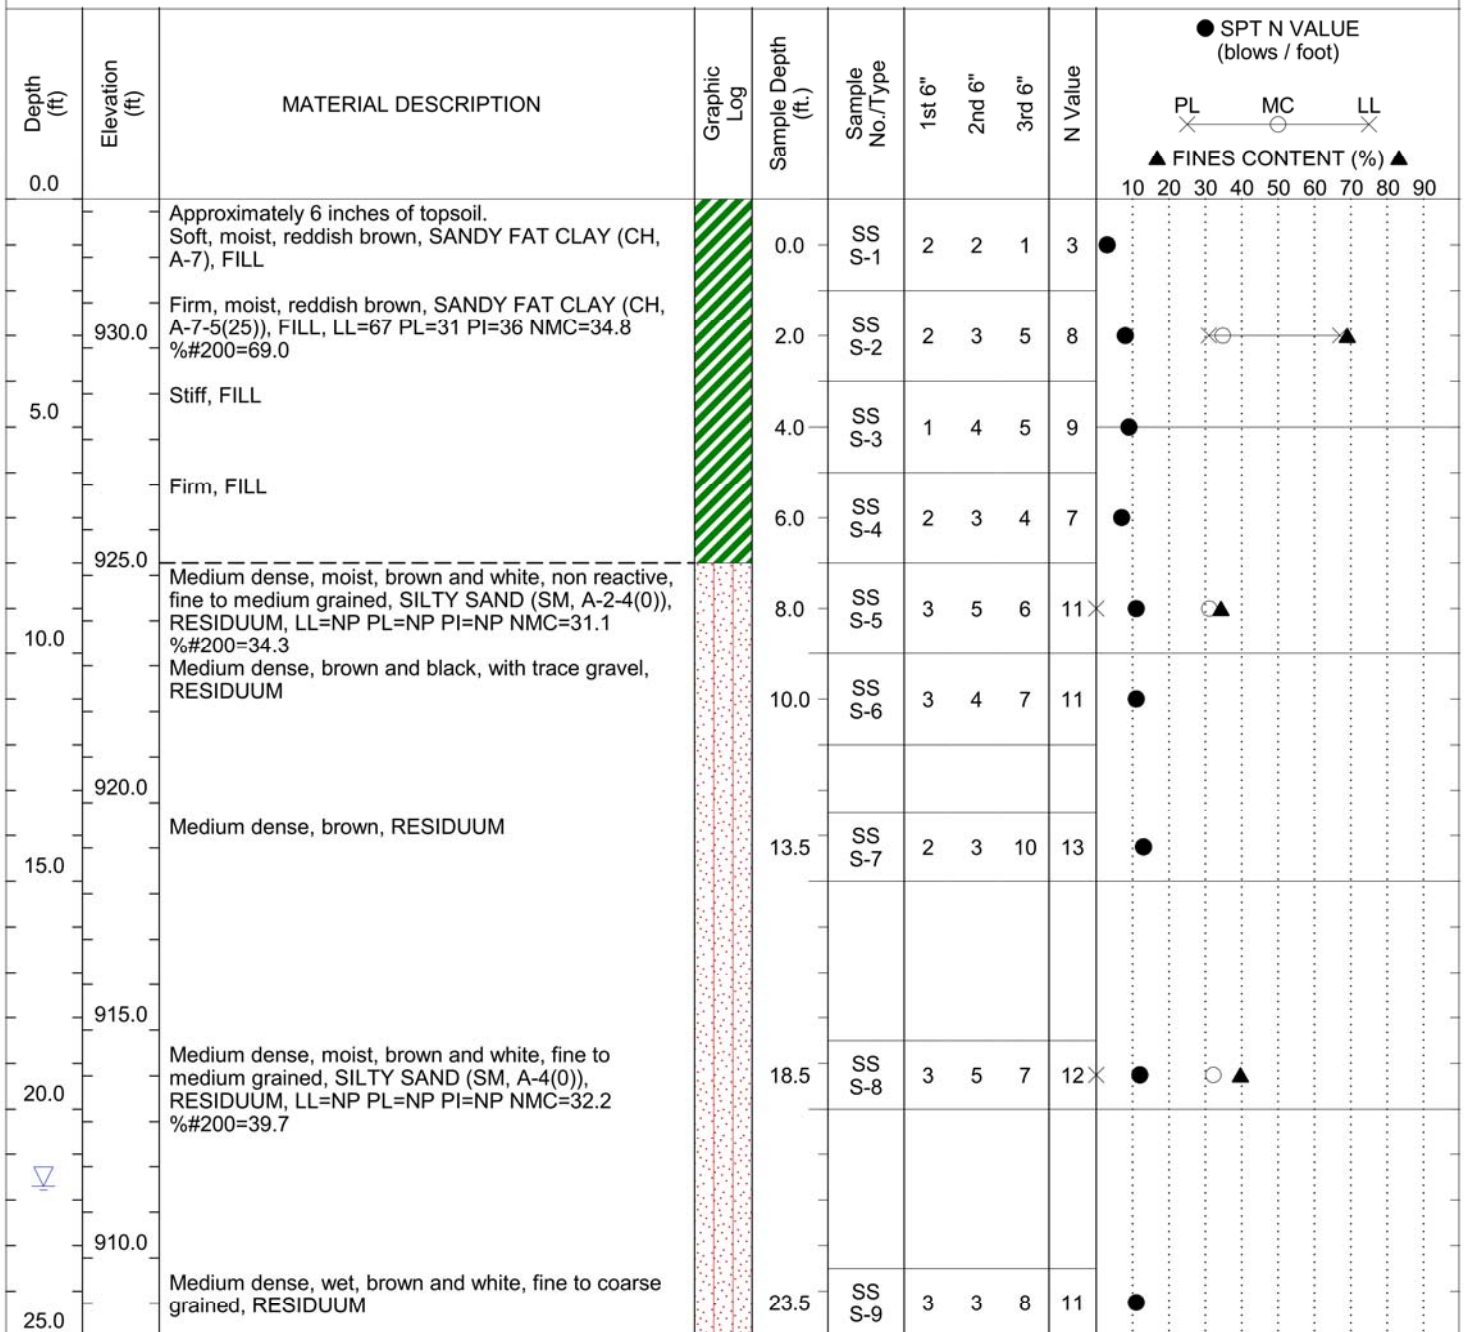 SPT N VALUE
(blows / foot)
Depth
(ft)
Elevation
(ft)
MATERIAL DESCRIPTION
Graphic
Log
Sample Depth
(ft.)
Sample
No./Type
1st 6"
2nd 6"
3rd 6"
N Value
PL MC LL
FINES CONTENT (%)
0.0
10 20 30 40 50 60 70 80 90
Approximately 6 inches of topsoil.
Soft, moist, reddish brown, SANDY FAT CLAY (CH,
A-7), FILL
0.0
SS
S-1
2 2 1 3
Firm, moist, reddish brown, SANDY FAT CLAY (CH,
A-7-5(25)), FILL, LL=67 PL=31 PI=36 NMC=34.8
%#200=69.0
930.0
2.0
SS
S-2
2 3 5 8
Stiff, FILL
5.0
4.0
SS
S-3
1 4 5 9
Firm, FILL
6.0
SS
S-4
2 3 4 7
925.0
Medium dense, moist, brown and white, non reactive,
fine to medium grained, SILTY SAND (SM, A-2-4(0)),
RESIDUUM, LL=NP PL=NP PI=NP NMC=31.1
%#200=34.3
8.0
SS
S-5
3 5 6 11
10.0
Medium dense, brown and black, with trace gravel,
RESIDUUM
10.0
SS
S-6
3 4 7 11
920.0
Medium dense, brown, RESIDUUM
13.5
SS
S-7
2 3 10 13
15.0
915.0
Medium dense, moist, brown and white, fine to
medium grained, SILTY SAND (SM, A-4(0)),
RESIDUUM, LL=NP PL=NP PI=NP NMC=32.2
%#200=39.7
18.5
SS
S-8
3 5 7 12
20.0
910.0
Medium dense, wet, brown and white, fine to coarse
grained, RESIDUUM
23.5
SS
S-9
3 3 8 11
25.0